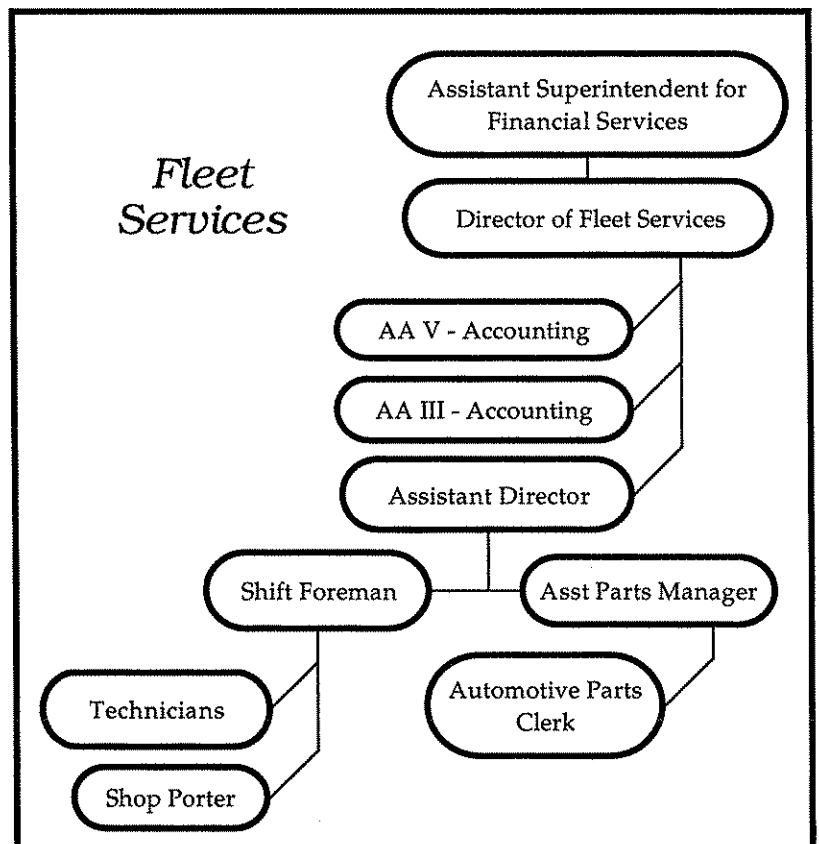 Assistant Superintendent for
Financial Services
Fleet
Services
Director of Fleet Services
AA V - Accounting
AA III - Accounting
Assistant Director
Shift Foreman
Asst Parts Manager
Technicians
Automotive Parts
Clerk
Shop Porter